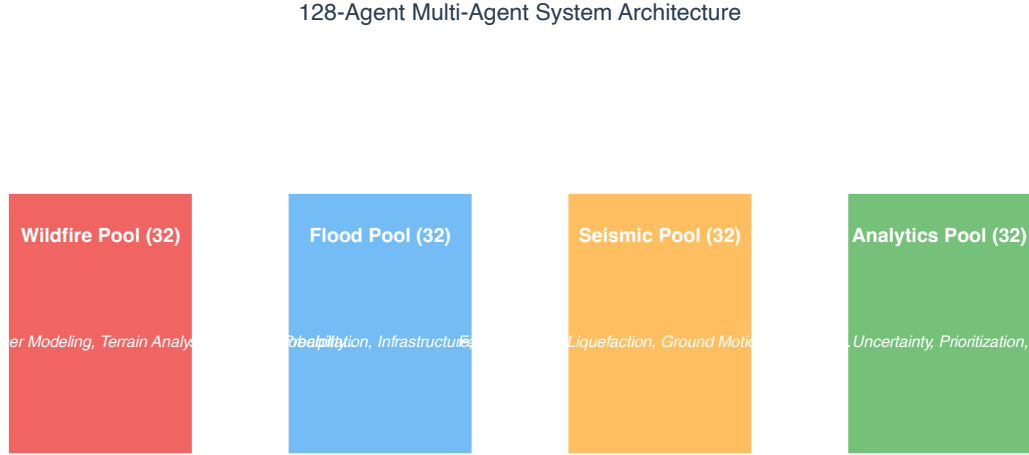 128-Agent Multi-Agent System Architecture
Wildfire Pool (32)
Flood Pool (32)
Seismic Pool (32)
Analytics Pool (32)
Modeling, Terrain
Infrastructure,
Liquefaction, Ground
Uncertainty, Prioritization,